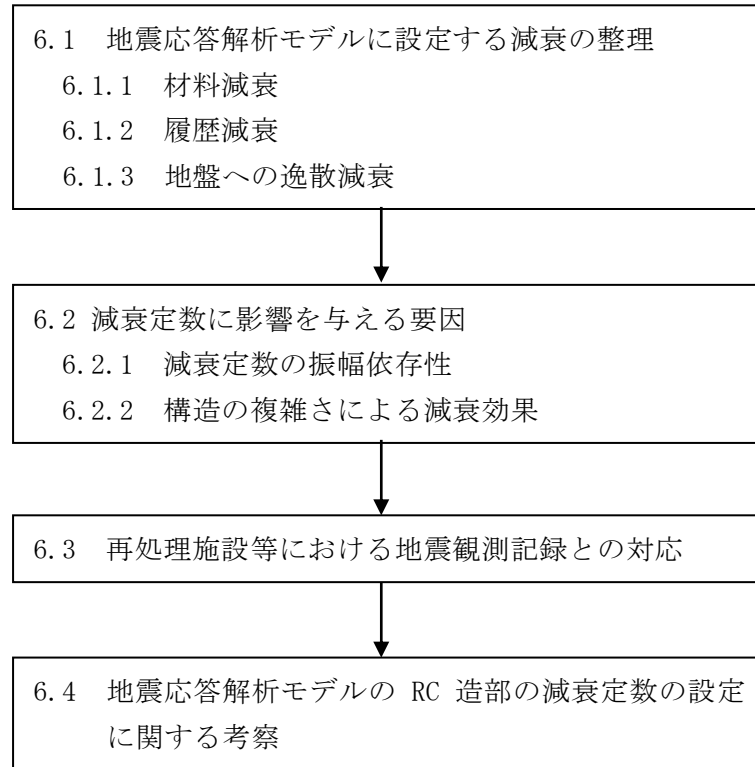 6.1 地震応答解析モデルに設定する減衰の整理
6.1.1 材料減衰
6.1.2 履歴減衰
6.1.3 地盤への逸散減衰
6.2 減衰定数に影響を与える要因
6.2.1 減衰定数の振幅依存性
6.2.2 構造の複雑さによる減衰効果
6.3 再処理施設等における地震観測記録との対応
6.4 地震応答解析モデルの RC 造部の減衰定数の設定
に関する考察